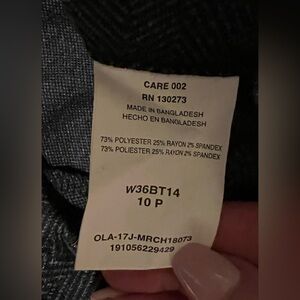 CARE 002
RN 130273
MADE IN BANGLADESH
HECHO EN BANGLADESH
73% POLYESTER 25% RAYON 2% SPANDEX
73% POLIESTER 25% RAYON 2% SPANDEX
W36BT14
10 P
OLA-17J-MRCH18073
191056229429